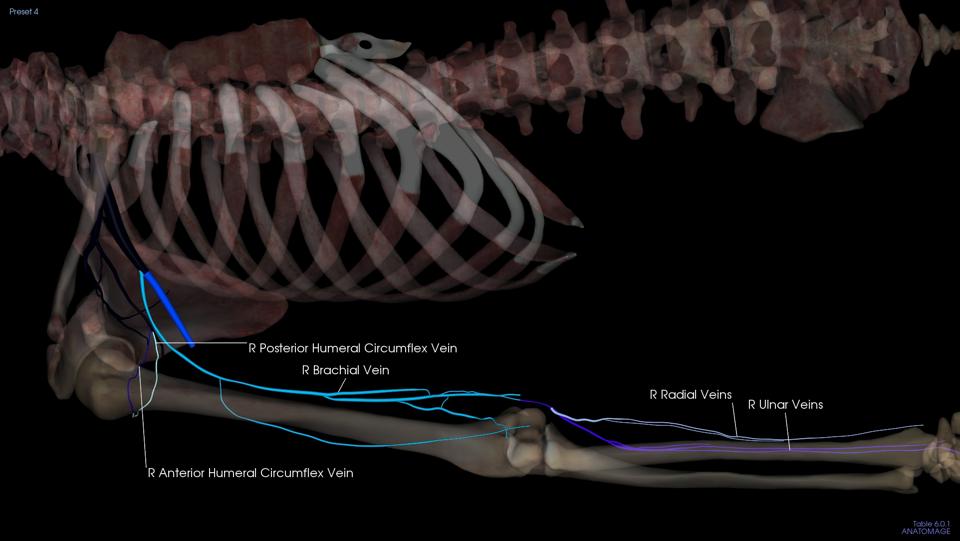 Preset 4
R Posterior Humeral Circumflex Vein
R Brachial Vein
R Radial Veins
R Ulnar Veins
R Anterior Humeral Circumflex Vein
Table 6.0.1
ANATOMAGE